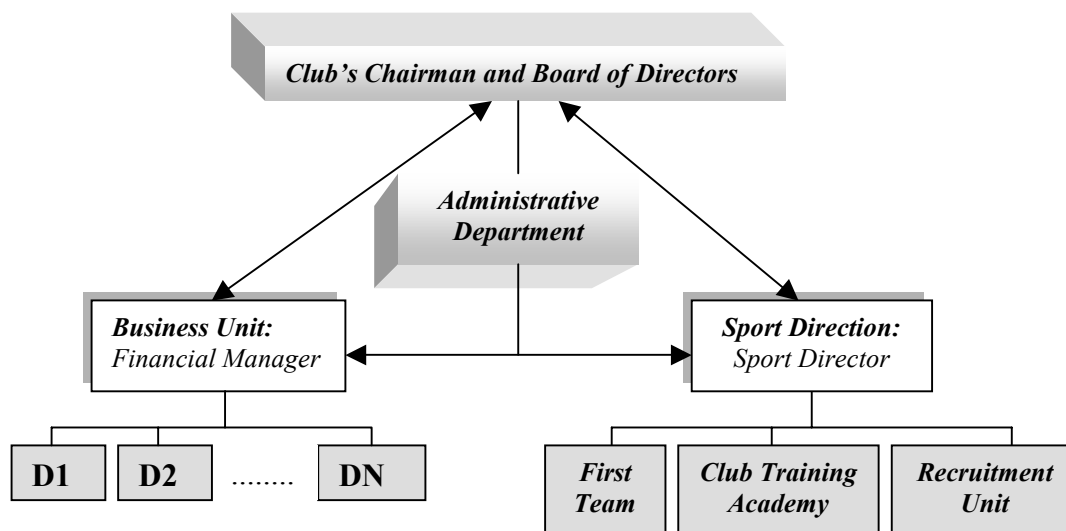 Club's Chairman and Board of Directors
Administrative
Department
Business Unit:
Financial Manager
Sport Direction:
Sport Director
D1
D2
........
DN
First
Team
Club Training
Academy
Recruitment
Unit